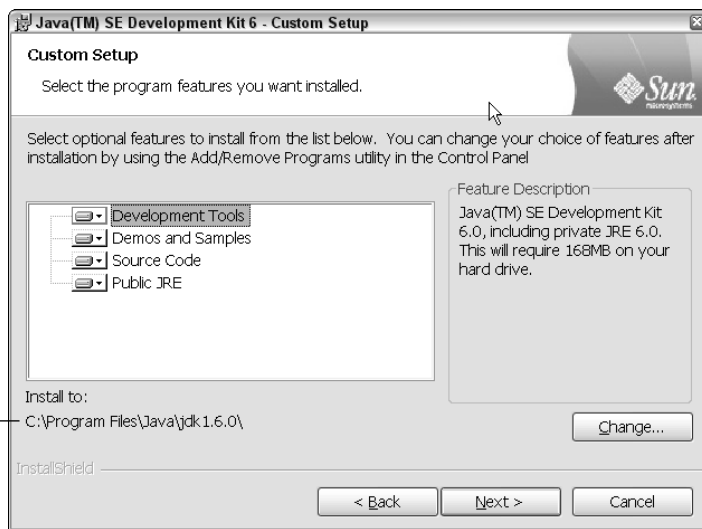 Java(TM) SE Development Kit 6 - Custom Setup
Custom Setup
Select the program features you want installed.
Sun
microsystems
Select optional features to install from the list below. You can change your choice of features after
installation by using the Add/Remove Programs utility in the Control Panel
Development Tools
Demos and Samples
Source Code
Public JRE
Feature Description
Java(TM) SE Development Kit
6.0, including private JRE 6.0.
This will require 168MB on your
hard drive.
Install to:
C:\Program Files\Java\jdk1.6.0\
Change...
InstallShield
< Back
Next >
Cancel